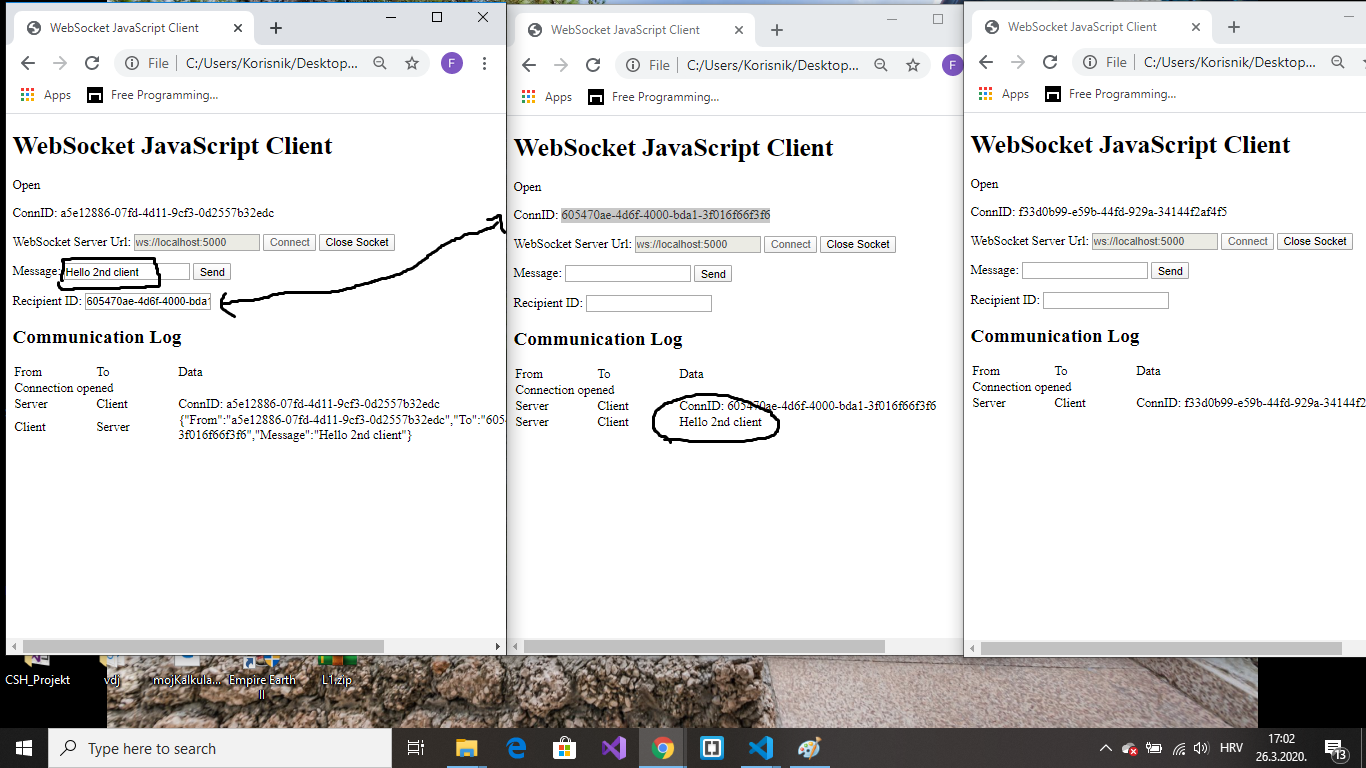 WebSocket JavaScript Client
File C:/Users/Korisnik/Desktop... F
Apps Free Programming...
WebSocket JavaScript Client
Open
ConnID: a5e12886-07fd-4d11-9cf3-0d2557b32edc
WebSocket Server Url: ws://localhost:5000 Connect Close Socket
Message: Hello 2nd client Send
Recipient ID: 605470ae-4d6f-4000-bda1
Communication Log
From To Data
Connection opened
Server Client ConnID: a5e12886-07fd-4d11-9cf3-0d2557b32edc
Client Server {"From":"a5e12886-07fd-4d11-9cf3-0d2557b32edc","To":"605
3f016f66f3f6","Message":"Hello 2nd client"}
WebSocket JavaScript Client
File C:/Users/Korisnik/Desktop... F
Apps Free Programming...
WebSocket JavaScript Client
Open
ConnID: 605470ae-4d6f-4000-bda1-3f016f66f3f6
WebSocket Server Url: ws://localhost:5000 Connect Close Socket
Message: Send
Recipient ID:
Communication Log
From To Data
Connection opened
Server Client ConnID: 605470ae-4d6f-4000-bda1-3f016f66f3f6
Server Client Hello 2nd client
WebSocket JavaScript Client
File C:/Users/Korisnik/Desktop...
Apps Free Programming...
WebSocket JavaScript Client
Open
ConnID: f33d0b99-e59b-44fd-929a-34144f2af4f5
WebSocket Server Url: ws://localhost:5000 Connect Close Socket
Message: Send
Recipient ID:
Communication Log
From To Data
Connection opened
Server Client ConnID: f33d0b99-e59b-44fd-929a-34144f2
CSH_Projekt vdj mojKalkula... Empire Earth II L1.zip
Type here to search
HRV 17:02
26.3.2020. 13